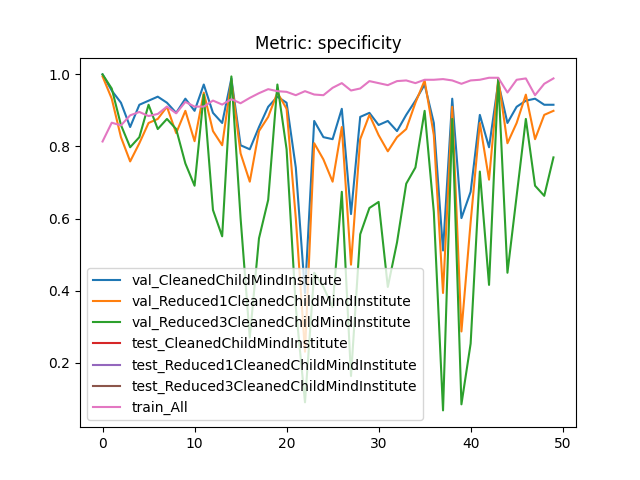 Metric: specificity
1.0
0.8
0.6
0.4
0.2
val_CleanedChildMindInstitute
val_Reduced1CleanedChildMindInstitute
val_Reduced3CleanedChildMindInstitute
test_CleanedChildMindInstitute
test_Reduced1CleanedChildMindInstitute
test_Reduced3CleanedChildMindInstitute
train_All
0 10 20 30 40 50